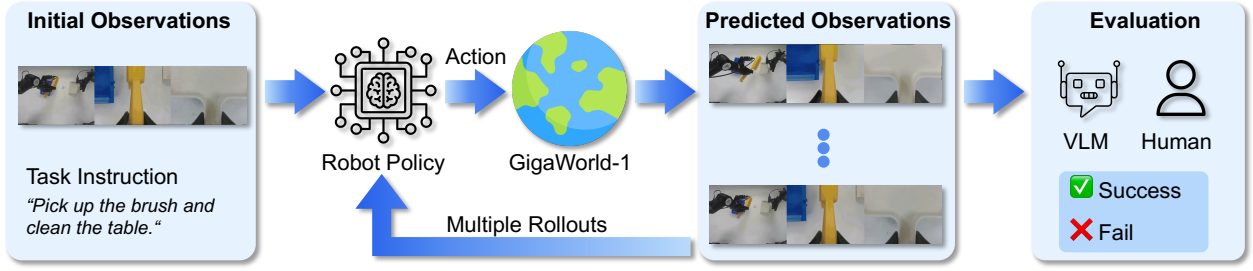 Initial Observations
Task Instruction
“Pick up the brush and
clean the table.“
Robot Policy
Action
GigaWorld-1
Multiple Rollouts
Predicted Observations
Evaluation
VLM
Human
Success
Fail